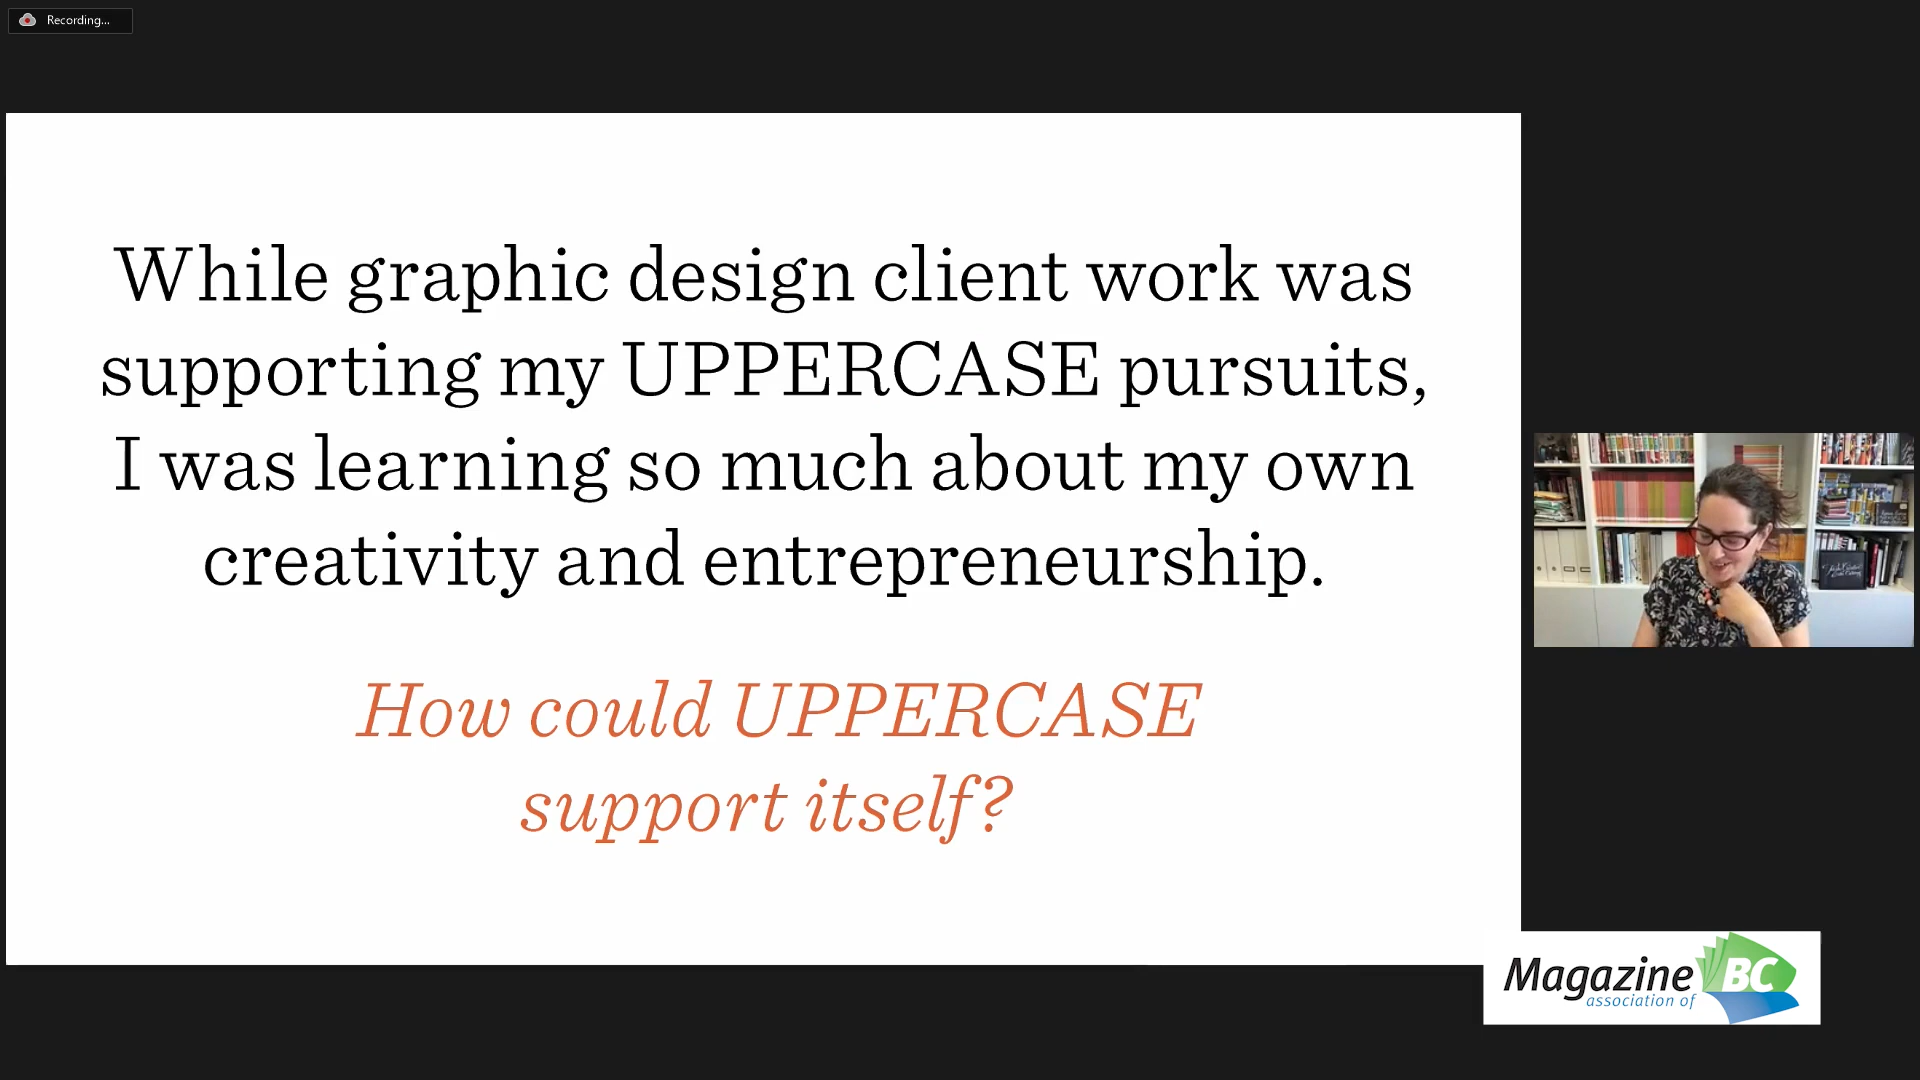 Recording...
While graphic design client work was
supporting my UPPERCASE pursuits,
I was learning so much about my own
creativity and entrepreneurship.
How could UPPERCASE
support itself?
Magazine BC
association of